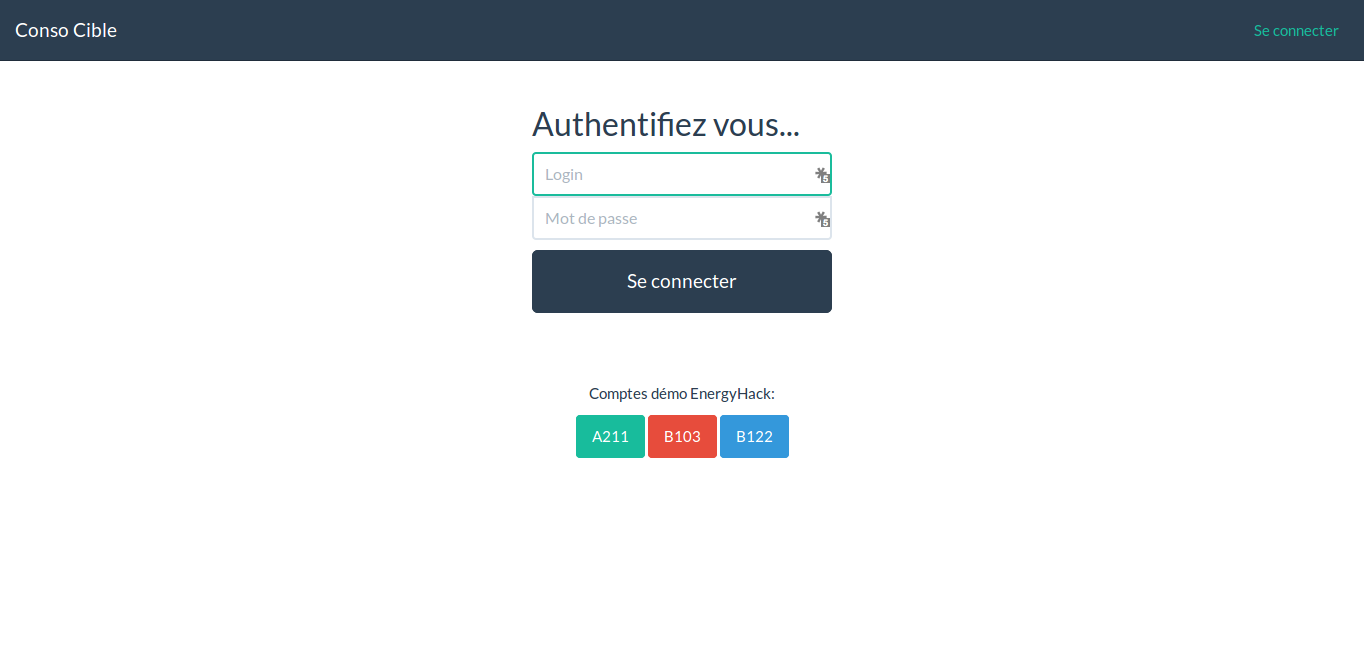 Conso Cible
Se connecter
Authentifiez vous...
Login
Mot de passe
Se connecter
Comptes démo EnergyHack:
A211 B103 B122